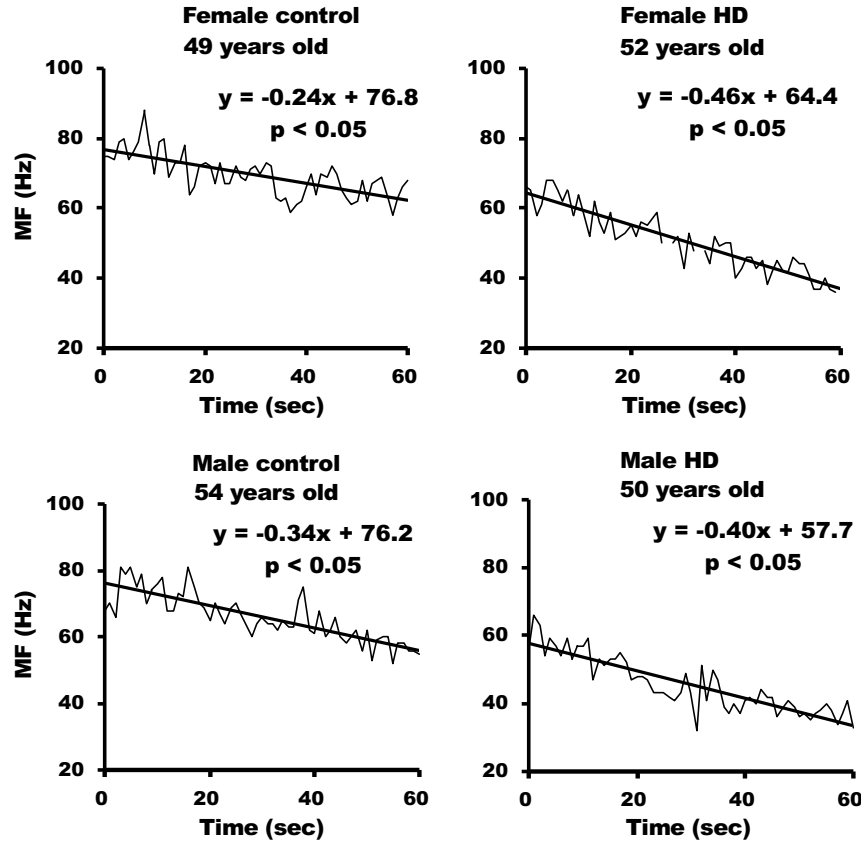 Female control
49 years old
y = -0.24x + 76.8
p < 0.05
100
80
60
40
20
MF (Hz)
0
20
40
60
Time (sec)
Female HD
52 years old
y = -0.46x + 64.4
p < 0.05
100
80
60
40
20
0
20
40
60
Time (sec)
Male control
54 years old
y = -0.34x + 76.2
p < 0.05
100
80
60
40
20
MF (Hz)
0
20
40
60
Time (sec)
Male HD
50 years old
y = -0.40x + 57.7
p < 0.05
100
80
60
40
20
0
20
40
60
Time (sec)